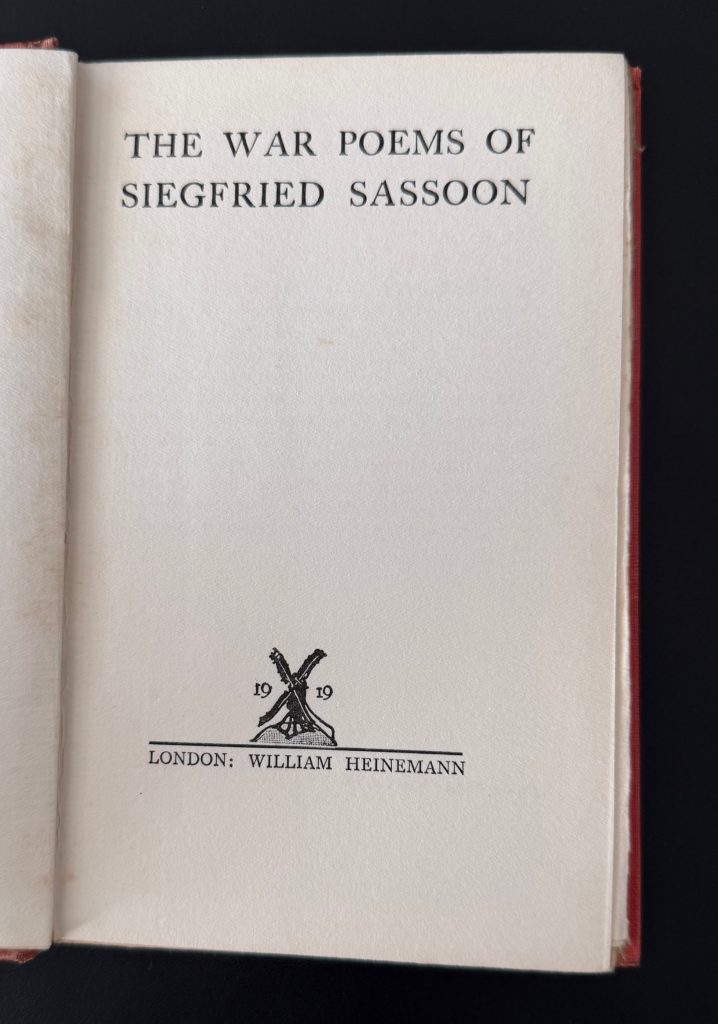 THE WAR POEMS OF
SIEGFRIED SASSOON
19 19
LONDON: WILLIAM HEINEMANN